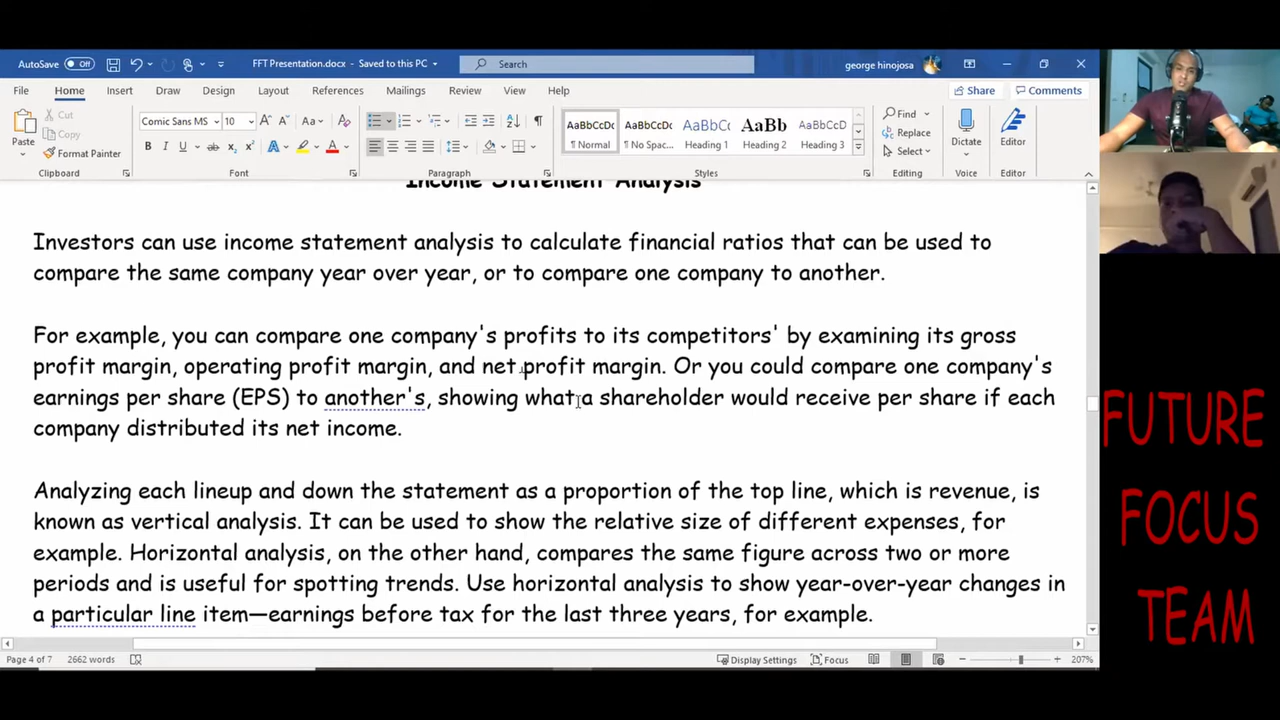 AutoSave Off
FFT Presentation.docx - Saved to this PC
Search
george hinojosa
File Home Insert Draw Design Layout References Mailings Review View Help Share Comments
Paste
Cut
Copy
Format Painter
Clipboard
Comic Sans MS 10
Aa
B I U ab x₂ x² A A
Font
Paragraph
AaBbCcDc
¶ Normal
AaBbCcDc
¶ No Spac...
AaBbCcD
Heading 1
AaBb
Heading 2
AaBbCcD
Heading 3
Styles
Find
Replace
Select
Editing
Dictate
Voice
Editor
Editor
Income Statement Analysis
Investors can use income statement analysis to calculate financial ratios that can be used to
compare the same company year over year, or to compare one company to another.
For example, you can compare one company's profits to its competitors' by examining its gross
profit margin, operating profit margin, and net profit margin. Or you could compare one company's
earnings per share (EPS) to another's, showing what a shareholder would receive per share if each
company distributed its net income.
Analyzing each lineup and down the statement as a proportion of the top line, which is revenue, is
known as vertical analysis. It can be used to show the relative size of different expenses, for
example. Horizontal analysis, on the other hand, compares the same figure across two or more
periods and is useful for spotting trends. Use horizontal analysis to show year-over-year changes in
a particular line item—earnings before tax for the last three years, for example.
Page 4 of 7 2662 words
Display Settings Focus
207%
FUTURE
FOCUS
TEAM